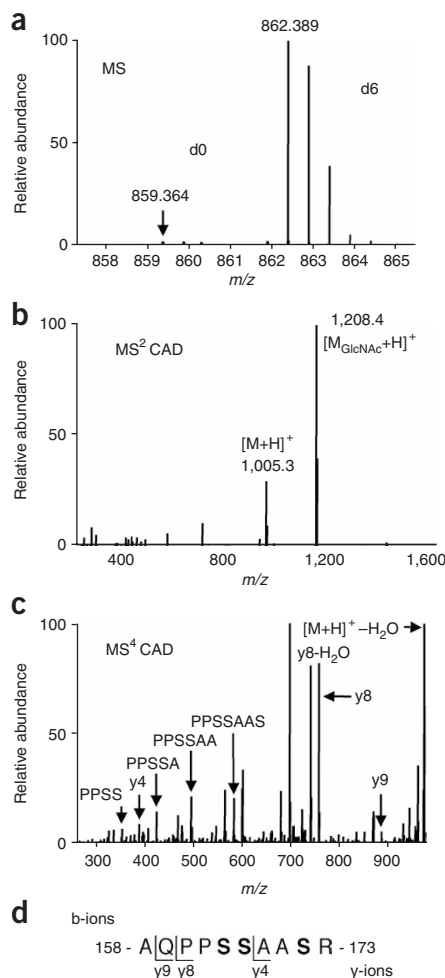 a
862.389
100
MS
d6
d0
Relative abundance
50
859.364
0
858 859 860 861 862 863 864 865
m/z
b
1,208.4
100
MS² CAD
[M_GlcNAc+H]⁺
Relative abundance
[M+H]⁺
50
1,005.3
0
400 800 1,200 1,600
m/z
c
[M+H]⁺ –H₂O
100
MS⁴ CAD
y8-H₂O
y8
PPSSAAS
Relative abundance
PPSSAA
50
PPSSA
y4
PPSS
y9
0
300 400 500 600 700 800 900
m/z
d
b-ions
158 - AQPPSSAASR - 173
y9 y8 y4 y-ions